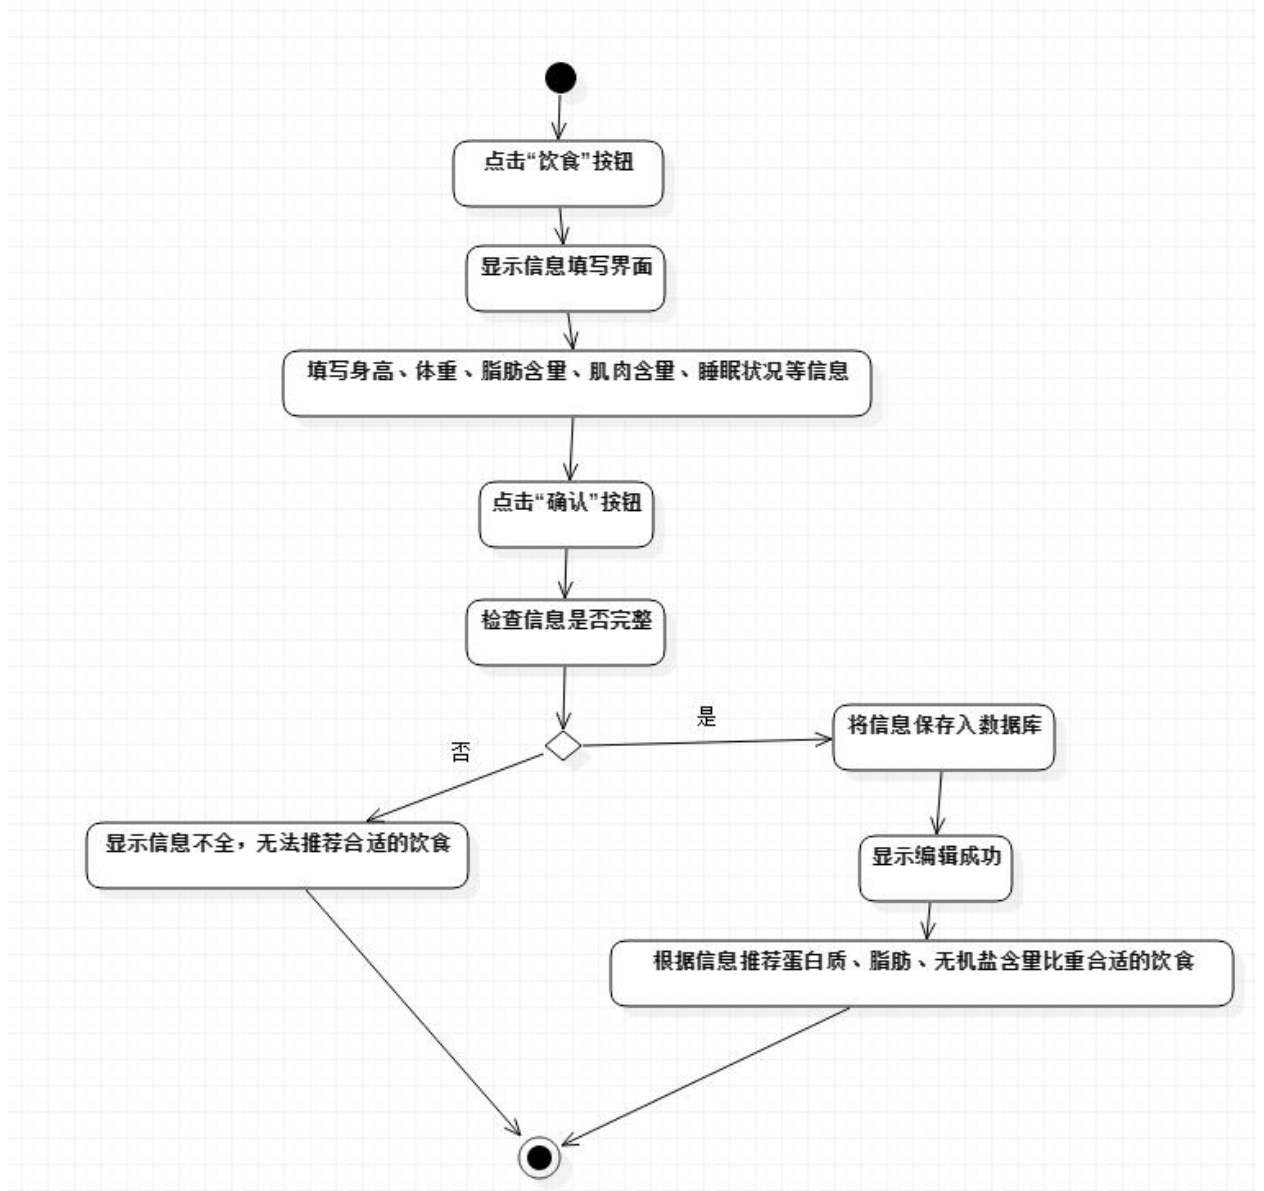 点击“饮食”按钮
显示信息填写界面
填写身高、体重、脂肪含量、肌肉含量、睡眠状况等信息
点击“确认”按钮
检查信息是否完整
是
将信息保存入数据库
否
显示信息不全，无法推荐合适的饮食
显示编辑成功
根据信息推荐蛋白质、脂肪、无机盐含量比重合适的饮食